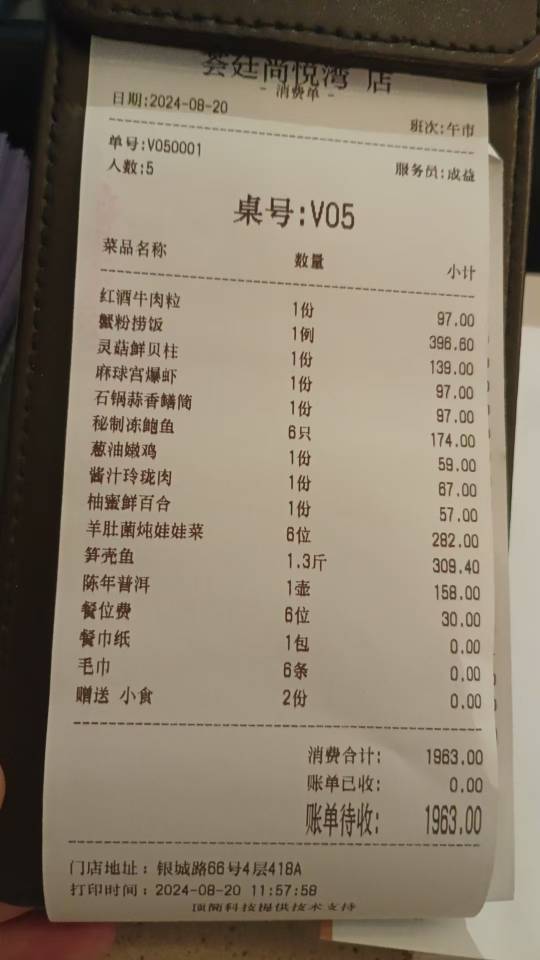 荟廷尚悦湾 店
- 消费单 -
日期:2024-08-20 班次:午市
单号:V050001
人数:5 服务员:成益
桌号:V05
菜品名称 数量 小计
红酒牛肉粒 1份 97.00
蟹粉捞饭 1例 396.60
灵菇鲜贝柱 1份 139.00
麻球宫爆虾 1份 97.00
石锅蒜香鳝筒 1份 97.00
秘制冻鲍鱼 6只 174.00
葱油嫩鸡 1份 59.00
酱汁玲珑肉 1份 67.00
柚蜜鲜百合 1份 57.00
羊肚菌炖娃娃菜 6位 282.00
笋壳鱼 1.3斤 309.40
陈年普洱 1壶 158.00
餐位费 6位 30.00
餐巾纸 1包 0.00
毛巾 6条 0.00
赠送 小食 2份 0.00
消费合计: 1963.00
账单已收: 0.00
账单待收: 1963.00
门店地址：银城路66号4层418A
打印时间：2024-08-20 11:57:58
顶简科技提供技术支持